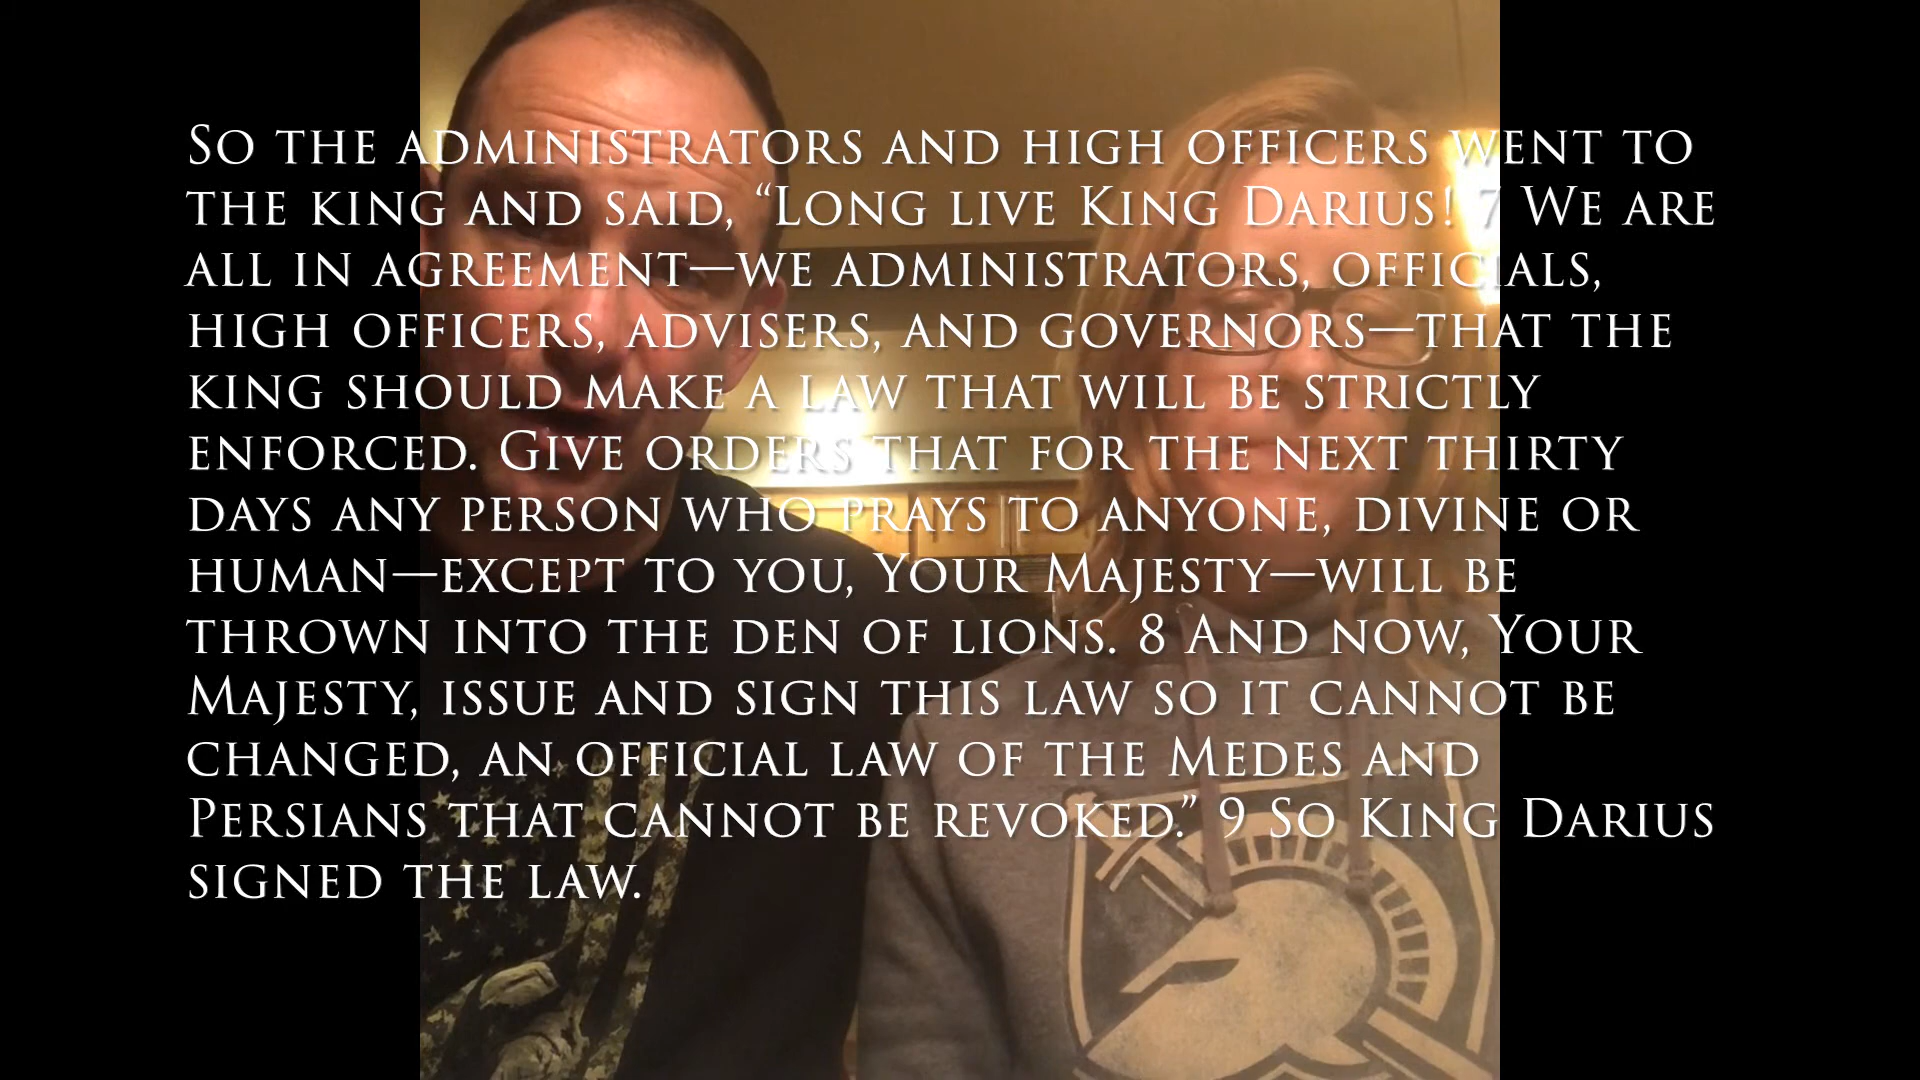 So the administrators and high officers went to
the king and said, “Long live King Darius! 7 We are
all in agreement—we administrators, officials,
high officers, advisers, and governors—that the
king should make a law that will be strictly
enforced. Give orders that for the next thirty
days any person who prays to anyone, divine or
human—except to you, Your Majesty—will be
thrown into the den of lions. 8 And now, Your
Majesty, issue and sign this law so it cannot be
changed, an official law of the Medes and
Persians that cannot be revoked.” 9 So King Darius
signed the law.